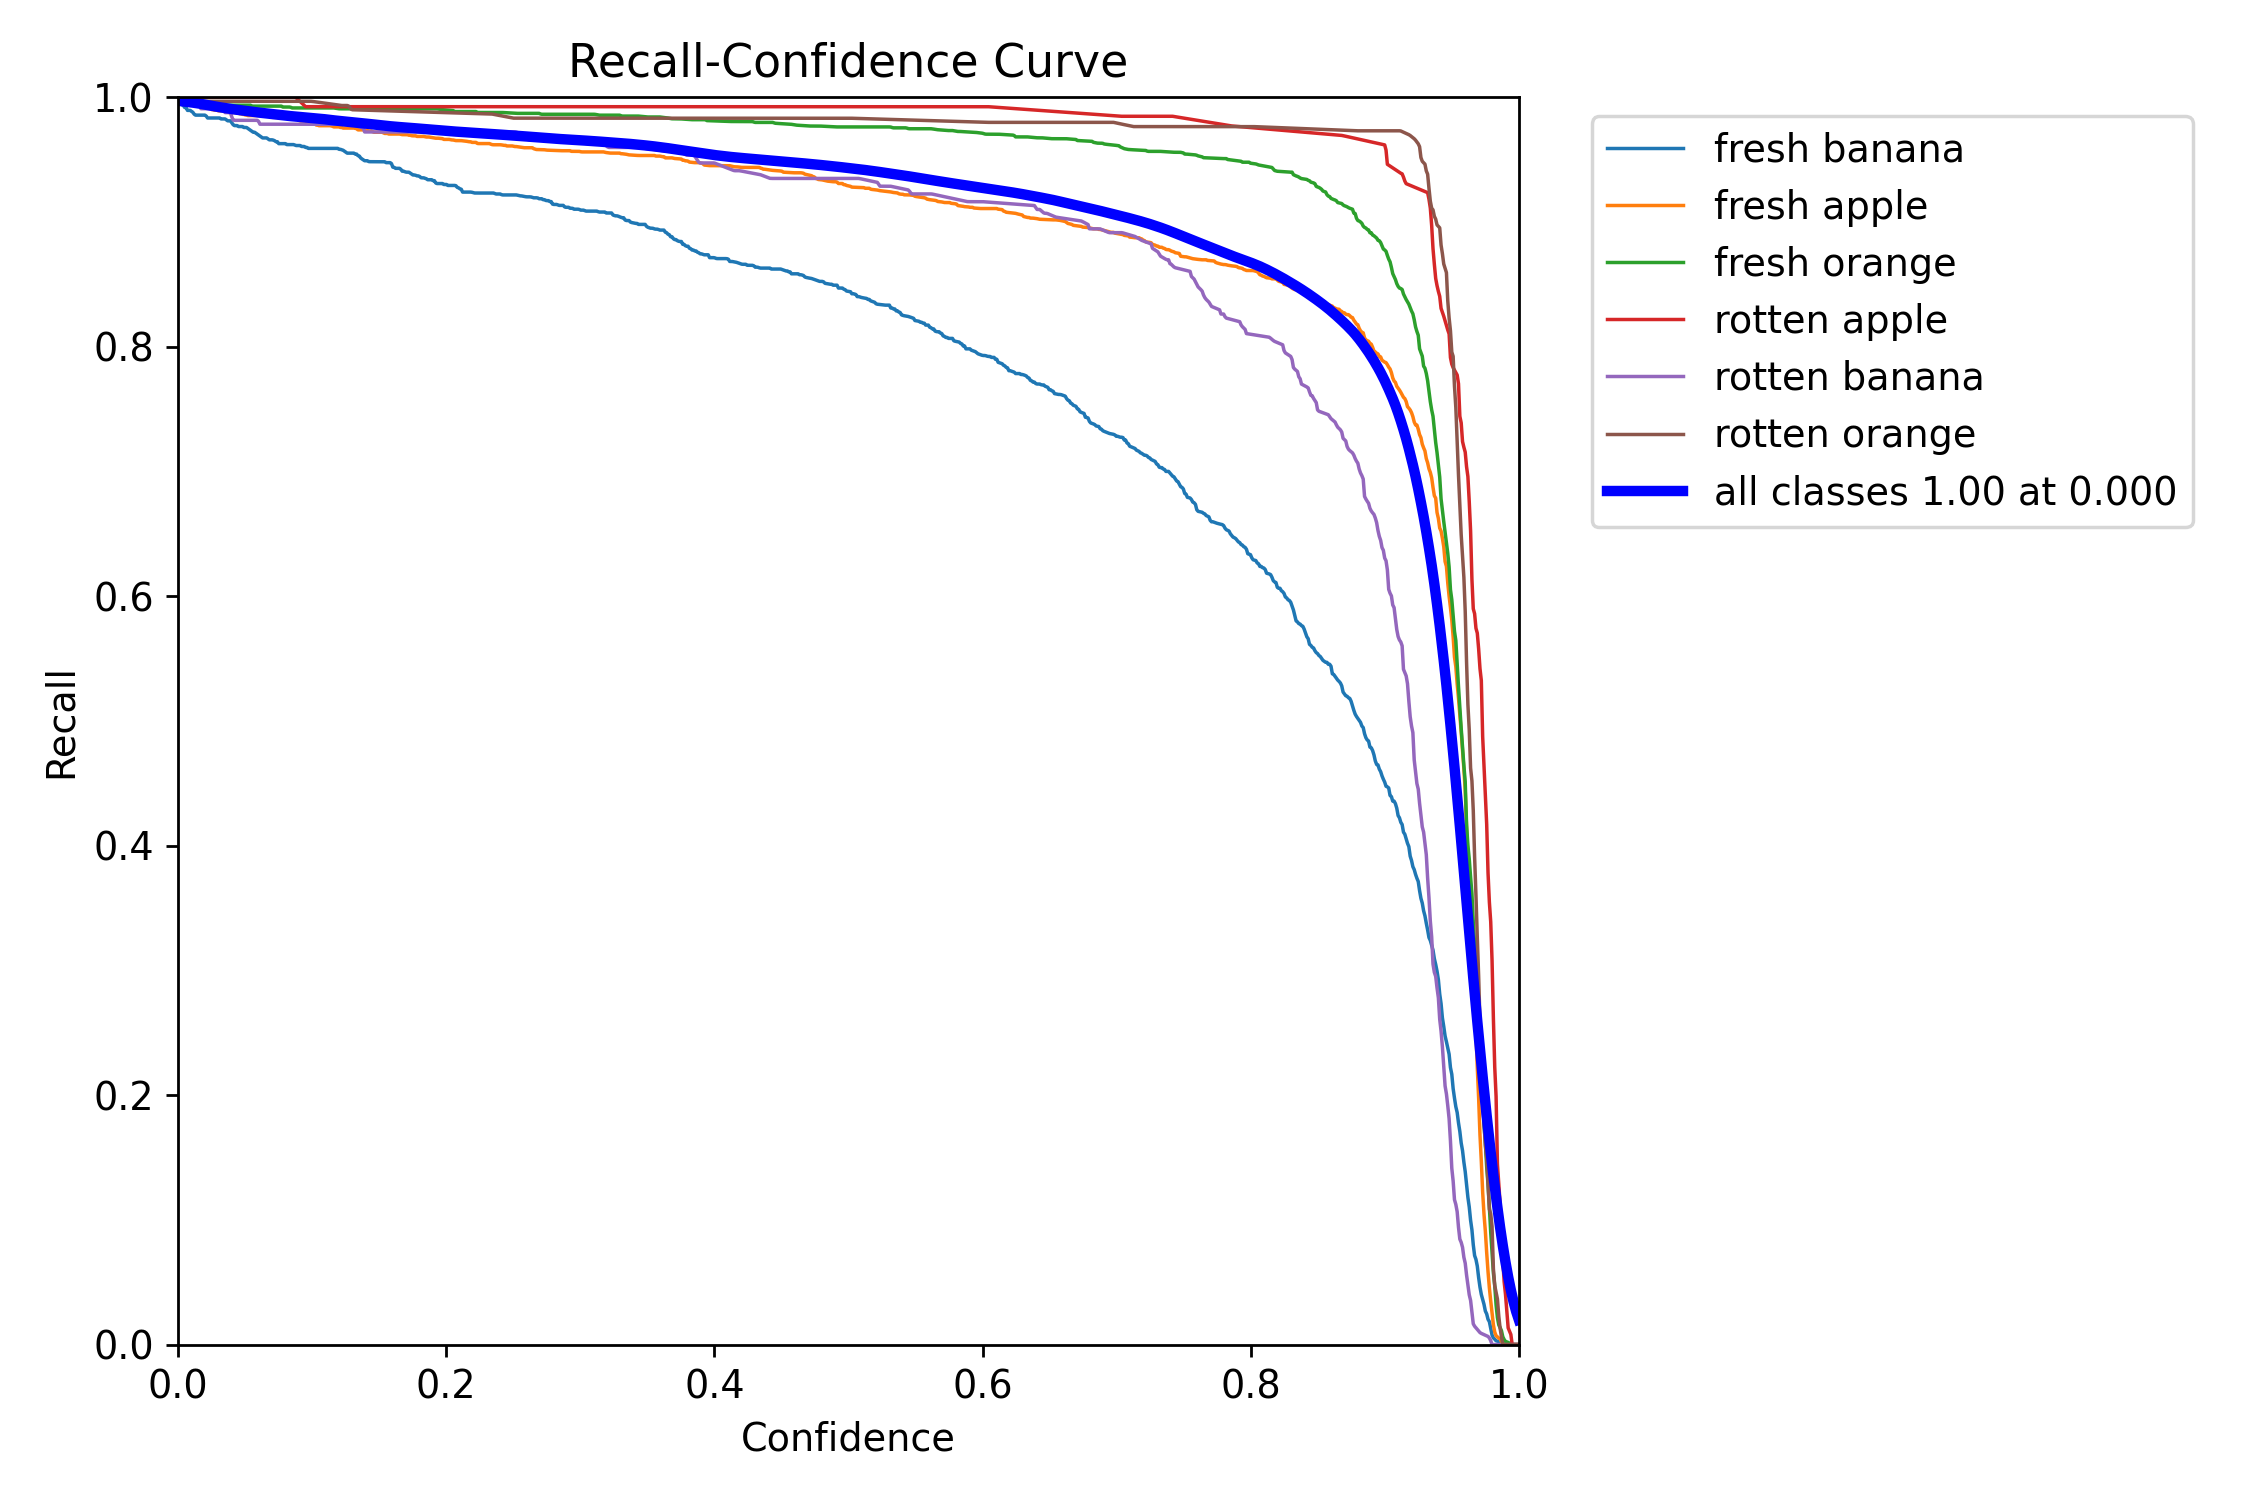 Recall-Confidence Curve
1.0
0.8
0.6
0.4
0.2
0.0
Recall
0.0 0.2 0.4 0.6 0.8 1.0
Confidence
fresh banana
fresh apple
fresh orange
rotten apple
rotten banana
rotten orange
all classes 1.00 at 0.000